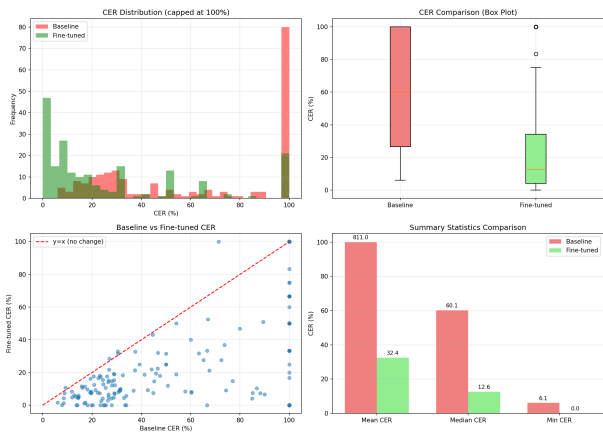 CER Distribution (capped at 100%)
Baseline
Fine-tuned
80
70
60
50
40
30
20
10
0
Frequency
0 20 40 60 80 100
CER (%)
CER Comparison (Box Plot)
100
80
60
40
20
0
CER (%)
Baseline Fine-tuned
Baseline vs Fine-tuned CER
y=x (no change)
100
80
60
40
20
0
Fine-tuned CER (%)
0 20 40 60 80 100
Baseline CER (%)
Summary Statistics Comparison
Baseline
Fine-tuned
100
80
60
40
20
0
CER (%)
811.0
32.4
60.1
12.6
6.1
0.0
Mean CER Median CER Min CER